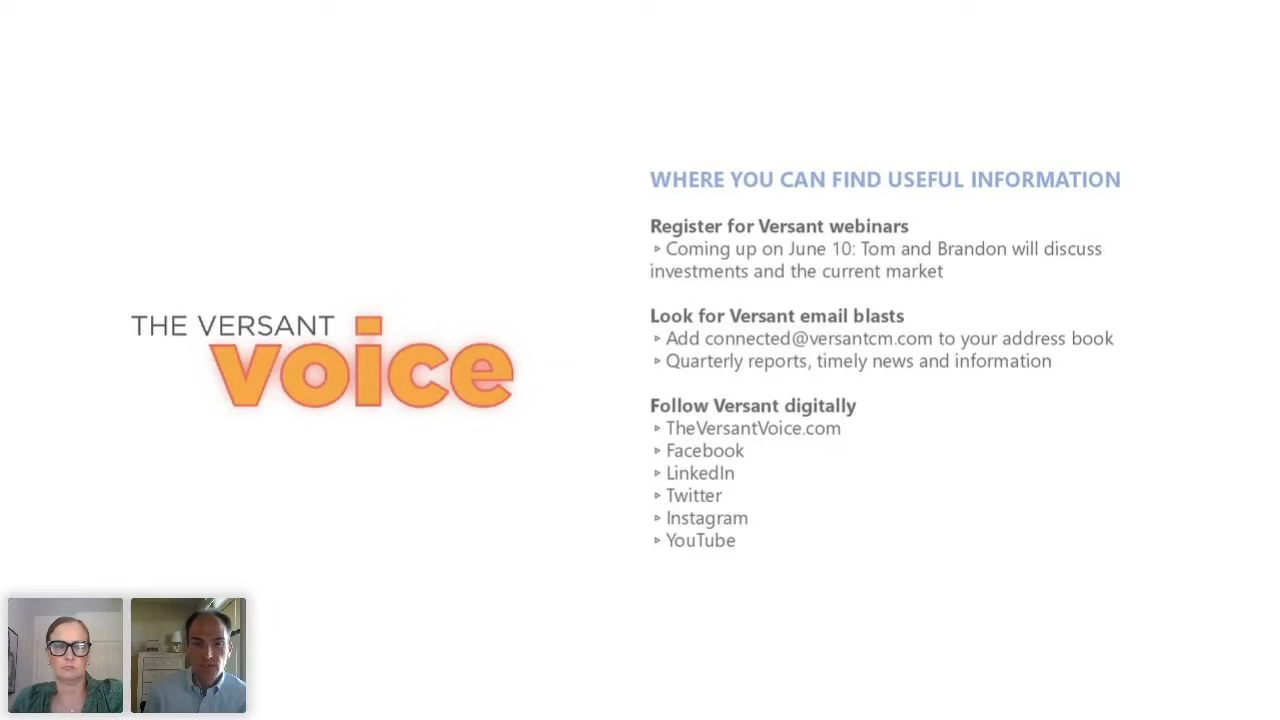 WHERE YOU CAN FIND USEFUL INFORMATION
Register for Versant webinars
▹ Coming up on June 10: Tom and Brandon will discuss
investments and the current market
Look for Versant email blasts
▹ Add connected@versantcm.com to your address book
▹ Quarterly reports, timely news and information
Follow Versant digitally
▹ TheVersantVoice.com
▹ Facebook
▹ LinkedIn
▹ Twitter
▹ Instagram
▹ YouTube
THE VERSANT
voice